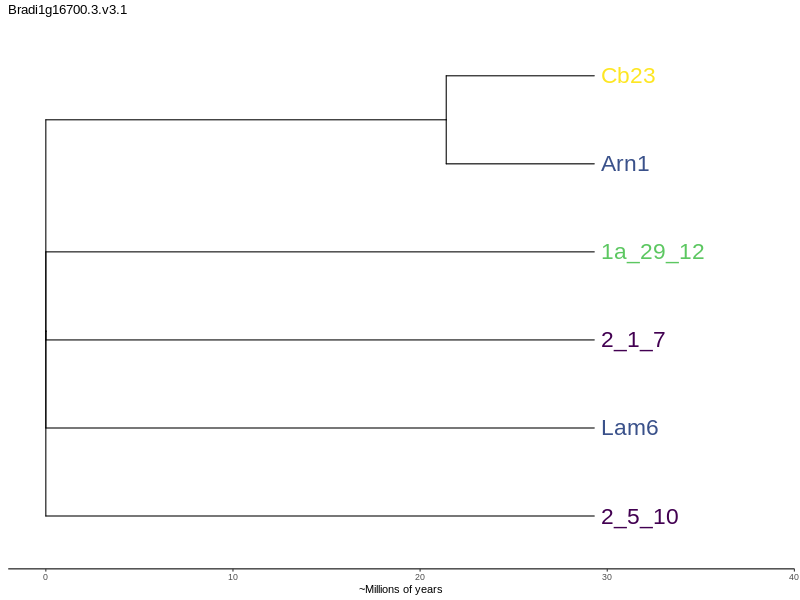 Bradi1g16700.3.v3.1
Cb23
Arn1
1a_29_12
2_1_7
Lam6
2_5_10
0 10 20 30 40
~Millions of years